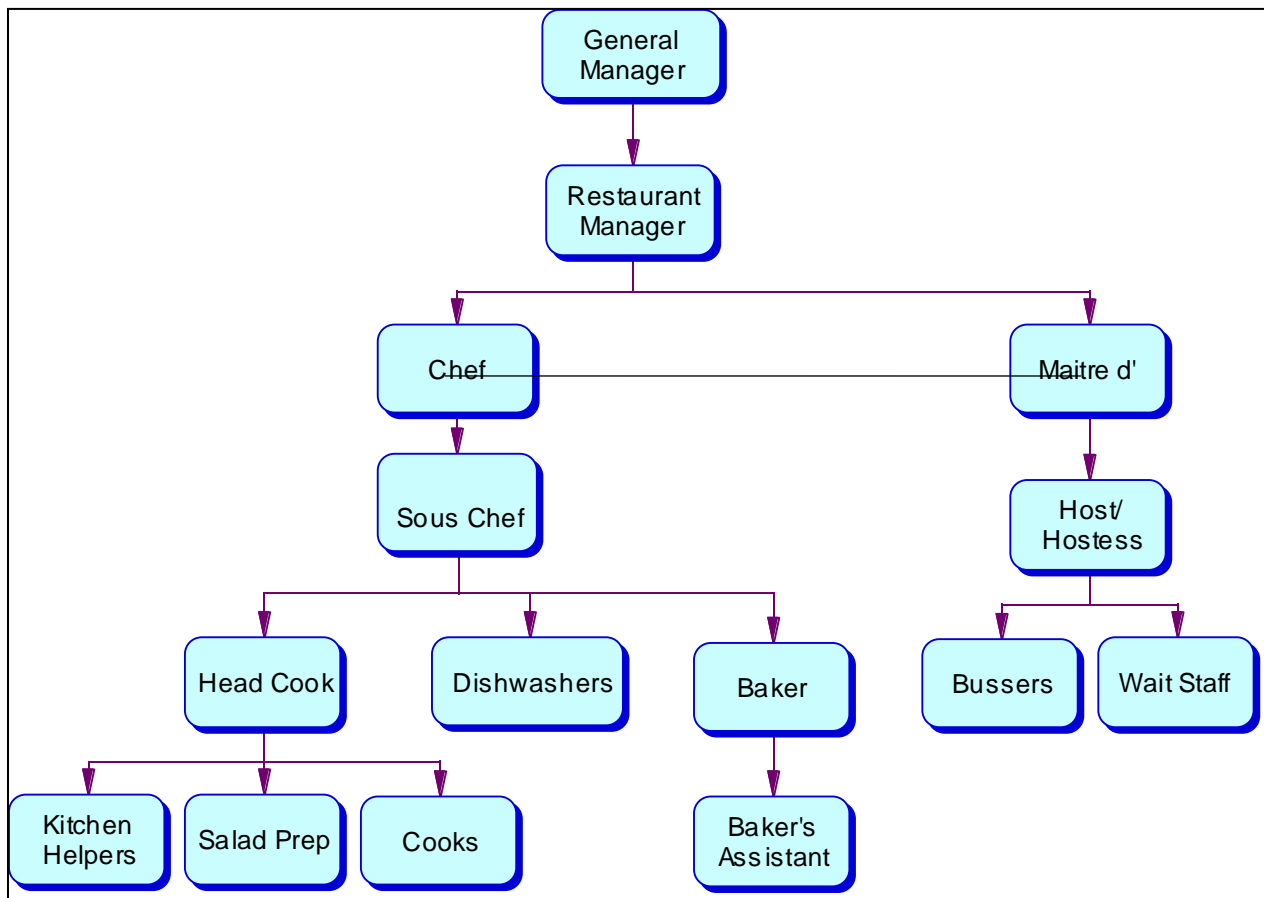 General
Manager
Restaurant
Manager
Chef
Maitre d'
Sous Chef
Host/
Hostess
Head Cook
Dishwashers
Baker
Bussers
Wait Staff
Kitchen
Helpers
Salad Prep
Cooks
Baker's
Assistant